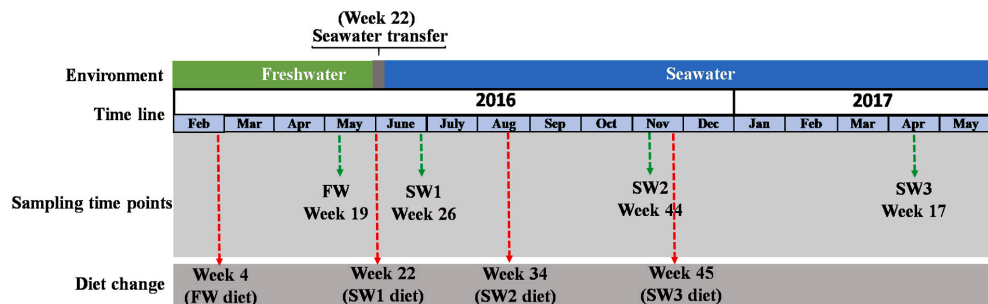 (Week 22)
Seawater transfer
Environment Freshwater Seawater
Time line 2016 2017
Feb Mar Apr May June July Aug Sep Oct Nov Dec Jan Feb Mar Apr May
Sampling time points
FW
Week 19
SW1
Week 26
SW2
Week 44
SW3
Week 17
Diet change
Week 4
(FW diet)
Week 22
(SW1 diet)
Week 34
(SW2 diet)
Week 45
(SW3 diet)